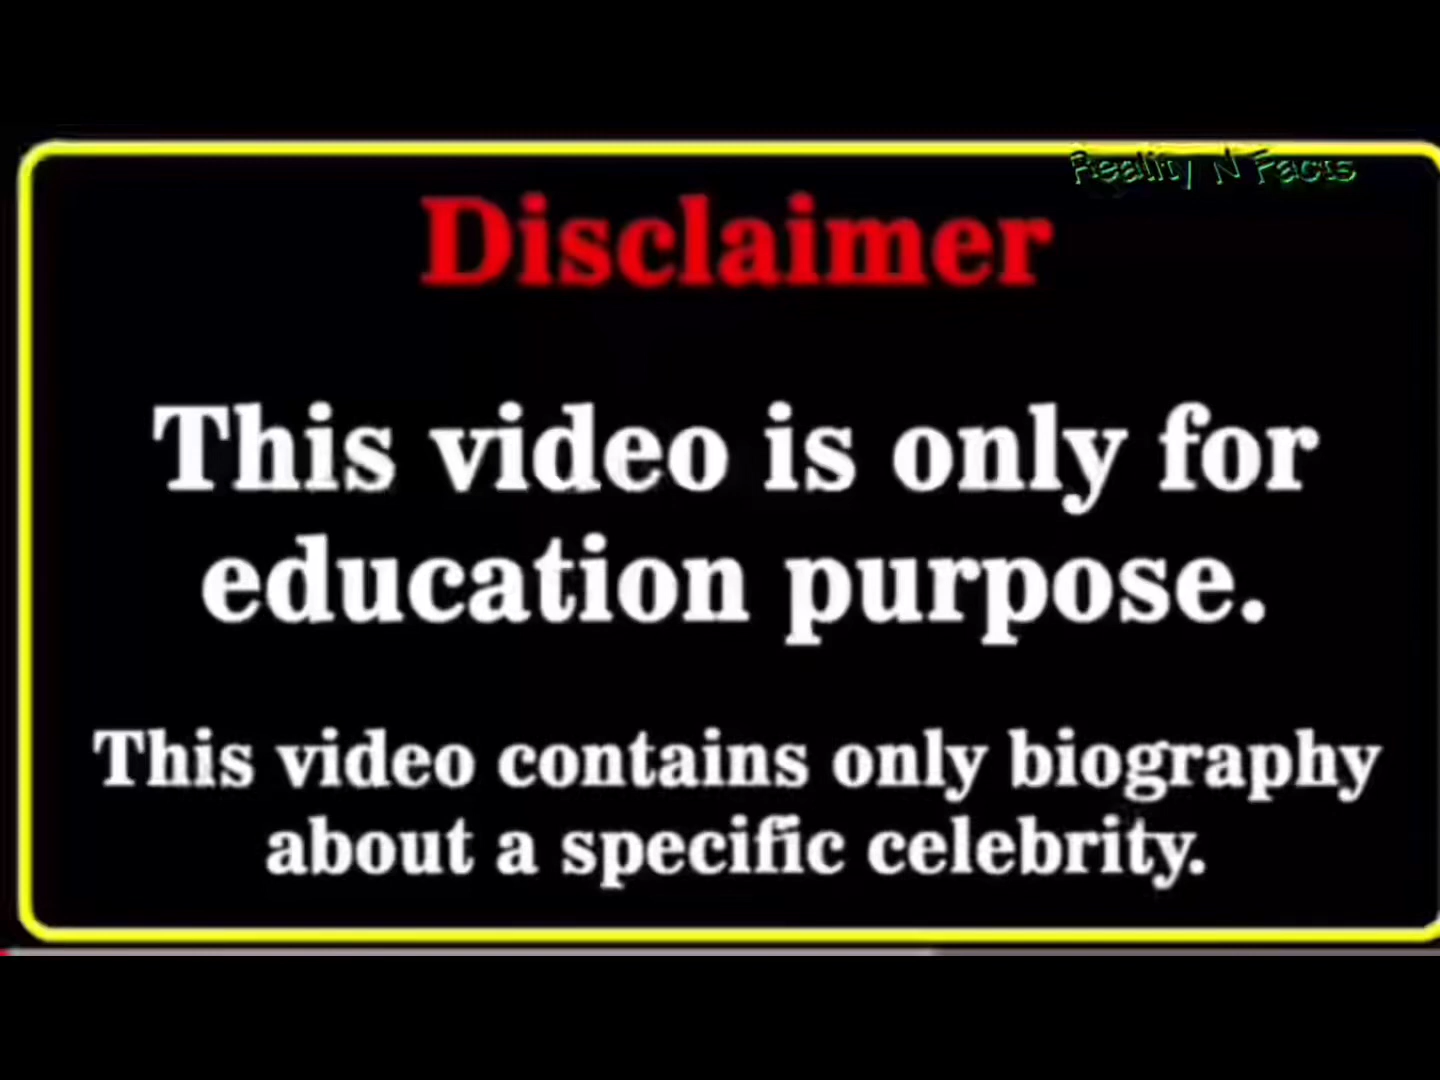 Reality N Facts
Disclaimer
This video is only for
education purpose.
This video contains only biography
about a specific celebrity.